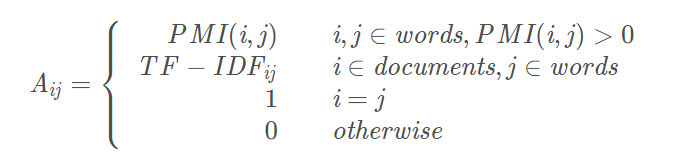 PMI(i, j) i, j ∈ words, PMI(i, j) > 0
A_{ij} = { TF − IDF_{ij} i ∈ documents, j ∈ words
1 i = j
0 otherwise